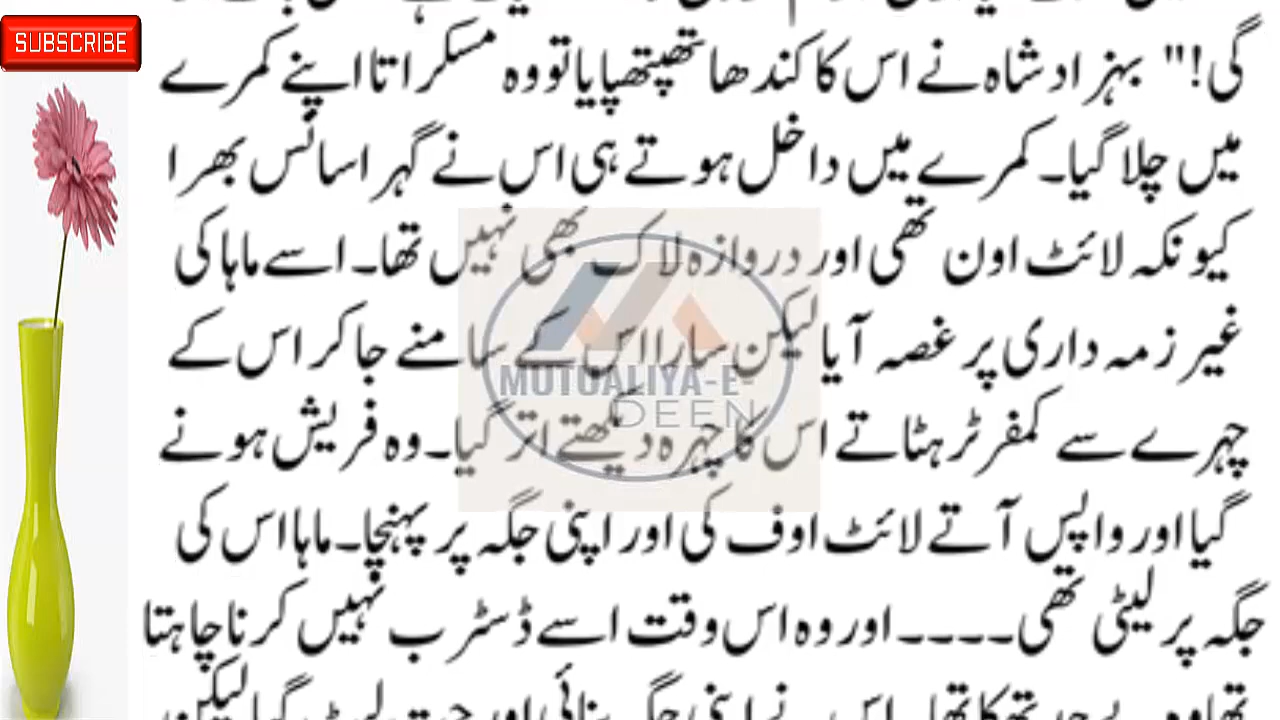 SUBSCRIBE
گی!" بہزاد شاہ نے اس کا کندھا تھپتھپایا تو وہ مسکراتا اپنے کمرے
میں چلا گیا۔ کمرے میں داخل ہوتے ہی اس نے گہرا سانس بھرا
کیونکہ لائٹ اون تھی اور دروازہ لاک بھی نہیں تھا۔ اسے ماہا کی
غیر زمہ داری پر غصہ آیا لیکن سارا اس کے سامنے جا کر اس کے
MUTUALIYA-E-
DEEN
چہرے سے کمفرٹر ہٹاتے اس کا چہرہ دیکھتے اتر گیا۔ وہ فریش ہونے
گیا اور واپس آتے لائٹ اوف کی اور اپنی جگہ پر پہنچا۔ ماہا اس کی
جگہ پر لیٹی تھی۔۔۔۔ اور وہ اس وقت اسے ڈسٹرب نہیں کرنا چاہتا